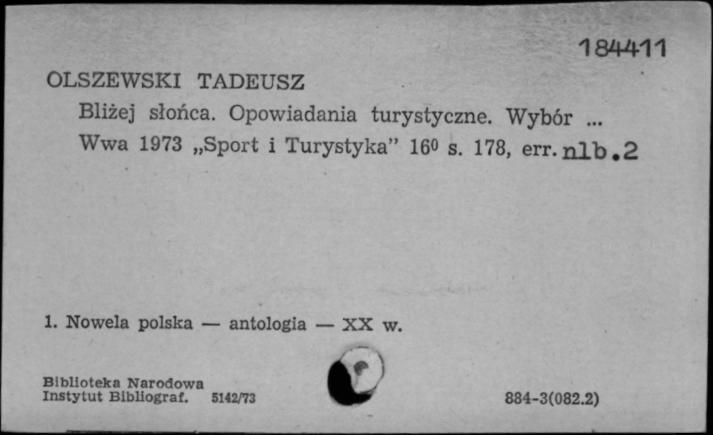 184411
OLSZEWSKI TADEUSZ
Bliżej słońca. Opowiadania turystyczne. Wybór ...
Wwa 1973 „Sport i Turystyka” 16⁰ s. 178, err. nlb.2
1. Nowela polska — antologia — XX w.
Biblioteka Narodowa
Instytut Bibliograf. 5142/73
884-3(082.2)